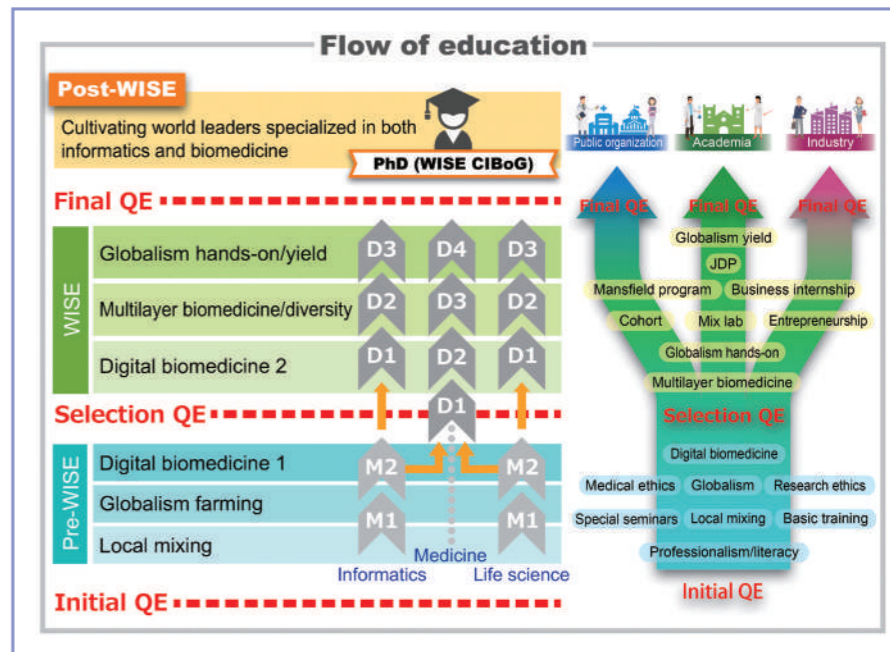 Flow of education
Post-WISE
Cultivating world leaders specialized in both
informatics and biomedicine
PhD (WISE CIBoG)
Final QE
WISE
Globalism hands-on/yield
D3 D4 D3
Multilayer biomedicine/diversity
D2 D3 D2
Digital biomedicine 2
D1 D2 D1
Selection QE
D1
Pre-WISE
Digital biomedicine 1
M2 M2
Globalism farming
M1 M1
Local mixing
Medicine
Informatics Life science
Initial QE
Public organization Academia Industry
Final QE Final QE Final QE
Globalism yield
JDP
Mansfield program Business internship
Cohort Mix lab Entrepreneurship
Globalism hands-on
Multilayer biomedicine
Selection QE
Digital biomedicine
Medical ethics Globalism Research ethics
Special seminars Local mixing Basic training
Professionalism/literacy
Initial QE